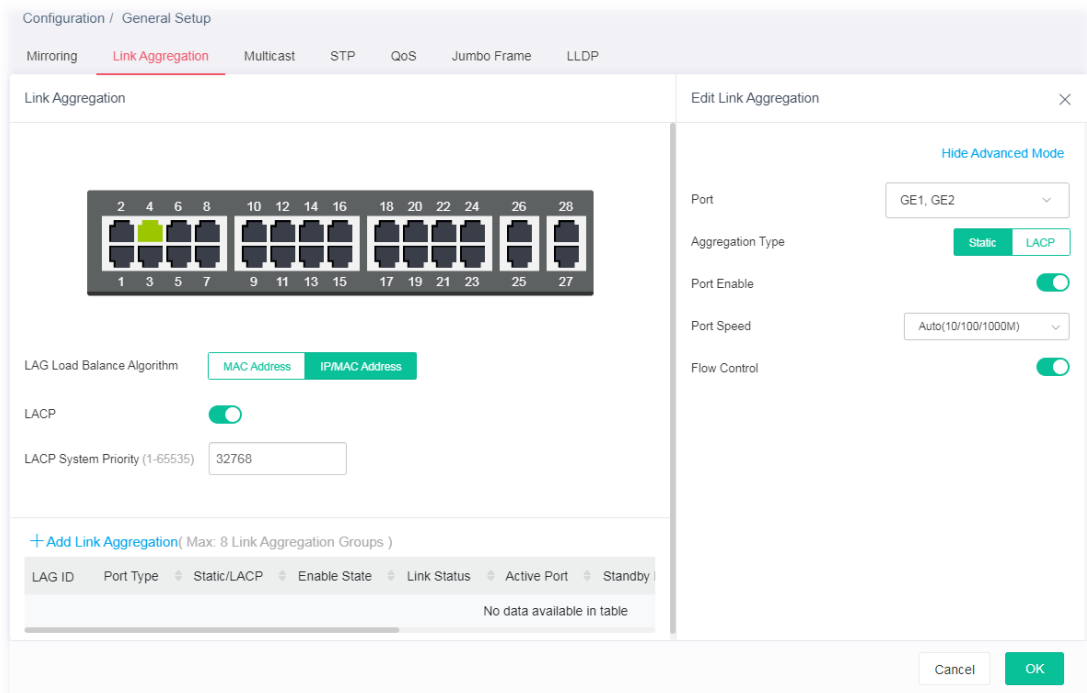 Configuration / General Setup
Mirroring Link Aggregation Multicast STP QoS Jumbo Frame LLDP
Link Aggregation
2 4 6 8 10 12 14 16 18 20 22 24 26 28
1 3 5 7 9 11 13 15 17 19 21 23 25 27
LAG Load Balance Algorithm MAC Address IP/MAC Address
LACP
LACP System Priority (1-65535) 32768
+Add Link Aggregation( Max: 8 Link Aggregation Groups )
LAG ID Port Type Static/LACP Enable State Link Status Active Port Standby
No data available in table
Edit Link Aggregation
Hide Advanced Mode
Port GE1, GE2
Aggregation Type Static LACP
Port Enable
Port Speed Auto(10/100/1000M)
Flow Control
Cancel OK